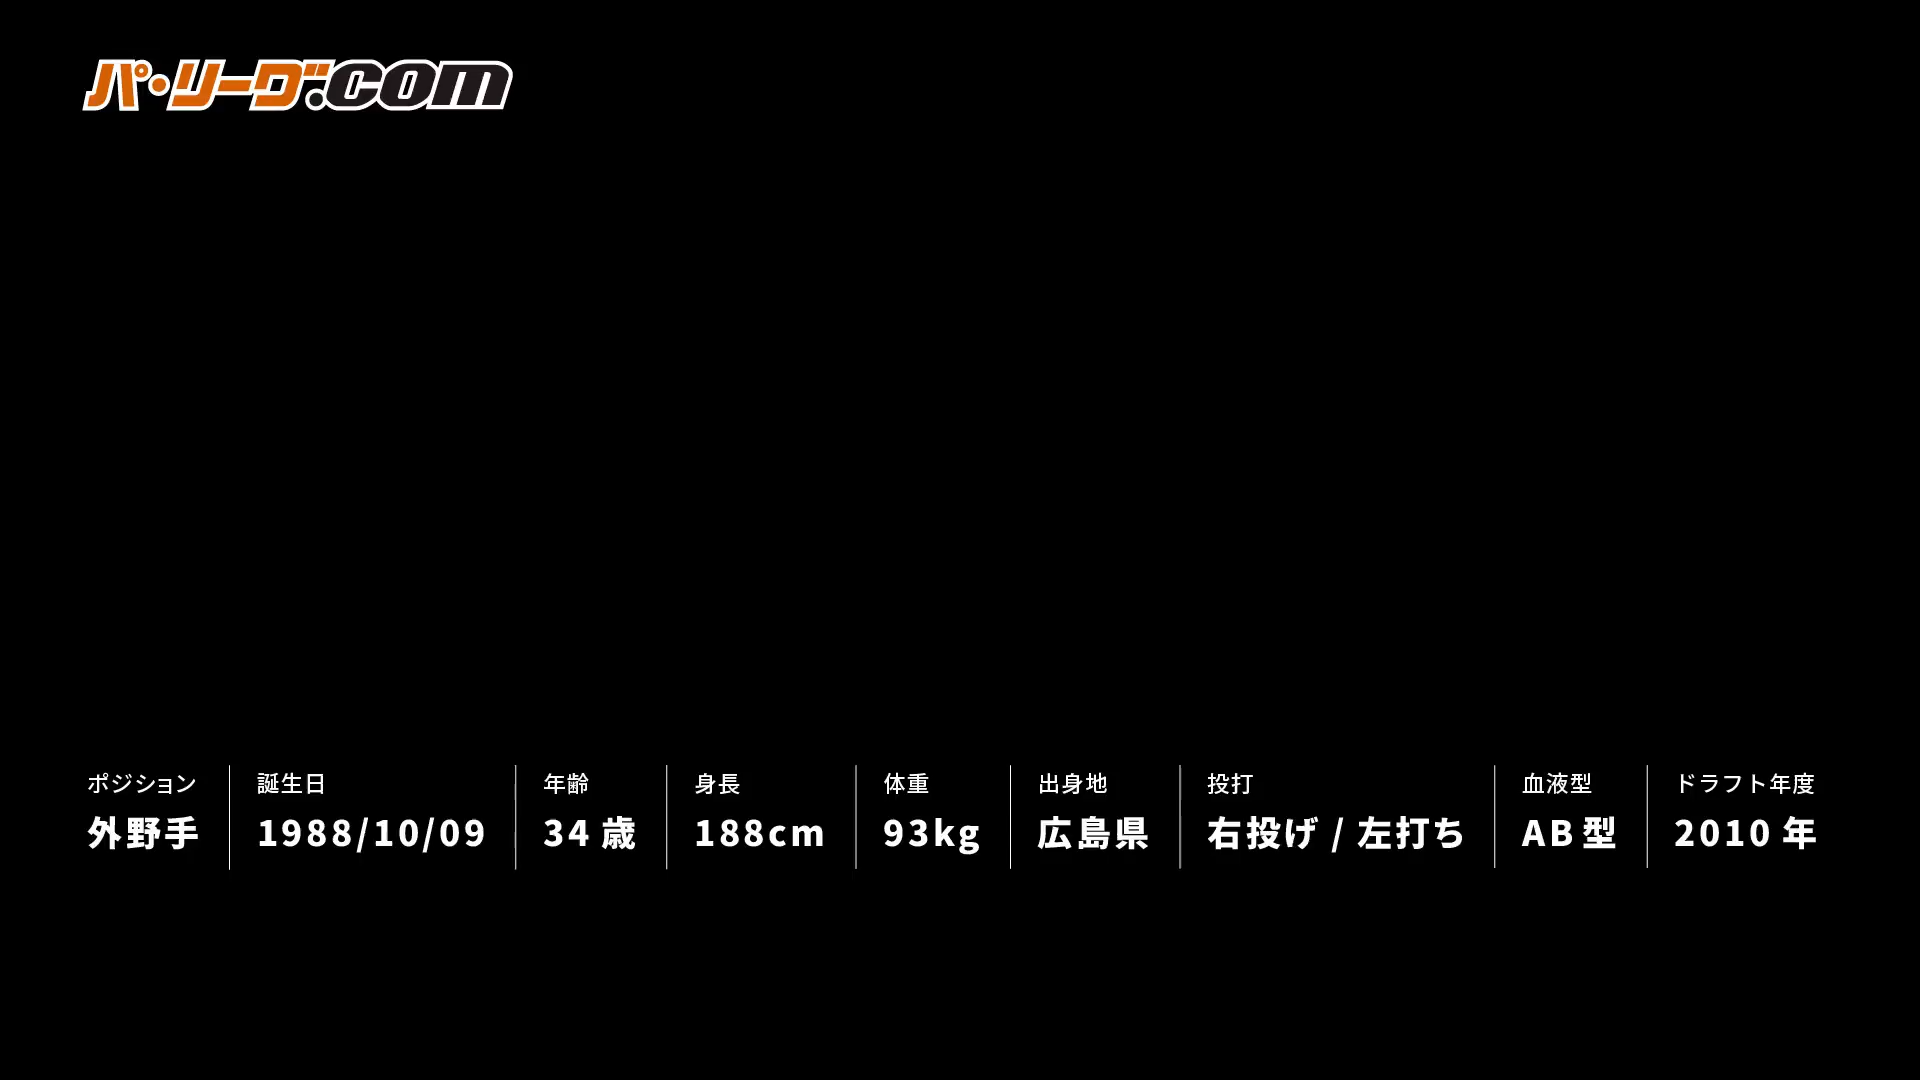 パ・リーグ.com
ポジション 誕生日 年齢 身長 体重 出身地 投打 血液型 ドラフト年度
外野手 1988/10/09 34 歳 188cm 93kg 広島県 右投げ / 左打ち AB 型 2010 年